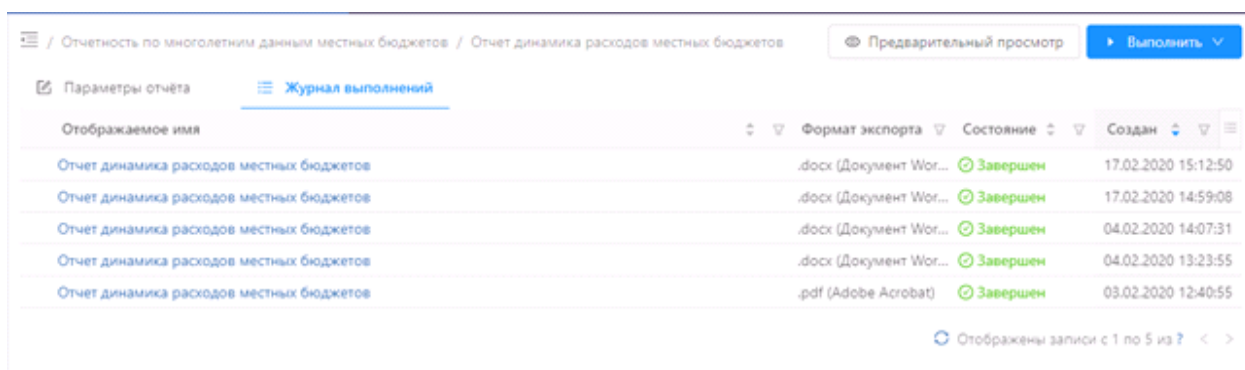 / Отчетность по многолетним данным местных бюджетов / Отчет динамика расходов местных бюджетов Предварительный просмотр Выполнить
Параметры отчёта Журнал выполнений
Отображаемое имя Формат экспорта Состояние Создан
Отчет динамика расходов местных бюджетов .docx (Документ Wor... Завершен 17.02.2020 15:12:50
Отчет динамика расходов местных бюджетов .docx (Документ Wor... Завершен 17.02.2020 14:59:08
Отчет динамика расходов местных бюджетов .docx (Документ Wor... Завершен 04.02.2020 14:07:31
Отчет динамика расходов местных бюджетов .docx (Документ Wor... Завершен 04.02.2020 13:23:55
Отчет динамика расходов местных бюджетов .pdf (Adobe Acrobat) Завершен 03.02.2020 12:40:55
Отображены записи с 1 по 5 из ? < >